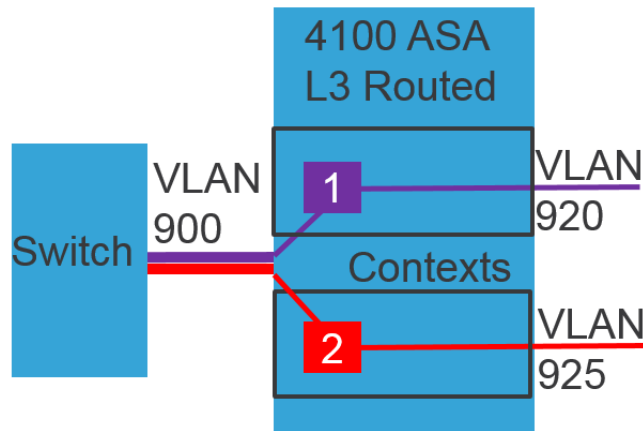 4100 ASA
L3 Routed
Switch
VLAN
900
1
VLAN
920
Contexts
2
VLAN
925